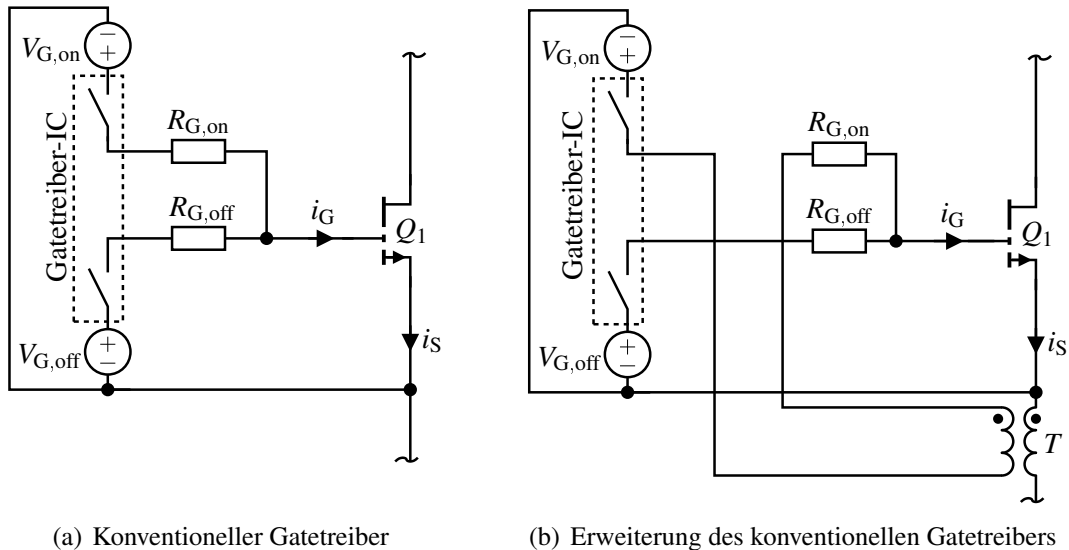 V_G,on
Gatetreiber-IC
R_G,on
R_G,off
i_G
Q_1
V_G,off
i_S
(a) Konventioneller Gatetreiber
V_G,on
Gatetreiber-IC
R_G,on
R_G,off
i_G
Q_1
V_G,off
i_S
T
(b) Erweiterung des konventionellen Gatetreibers